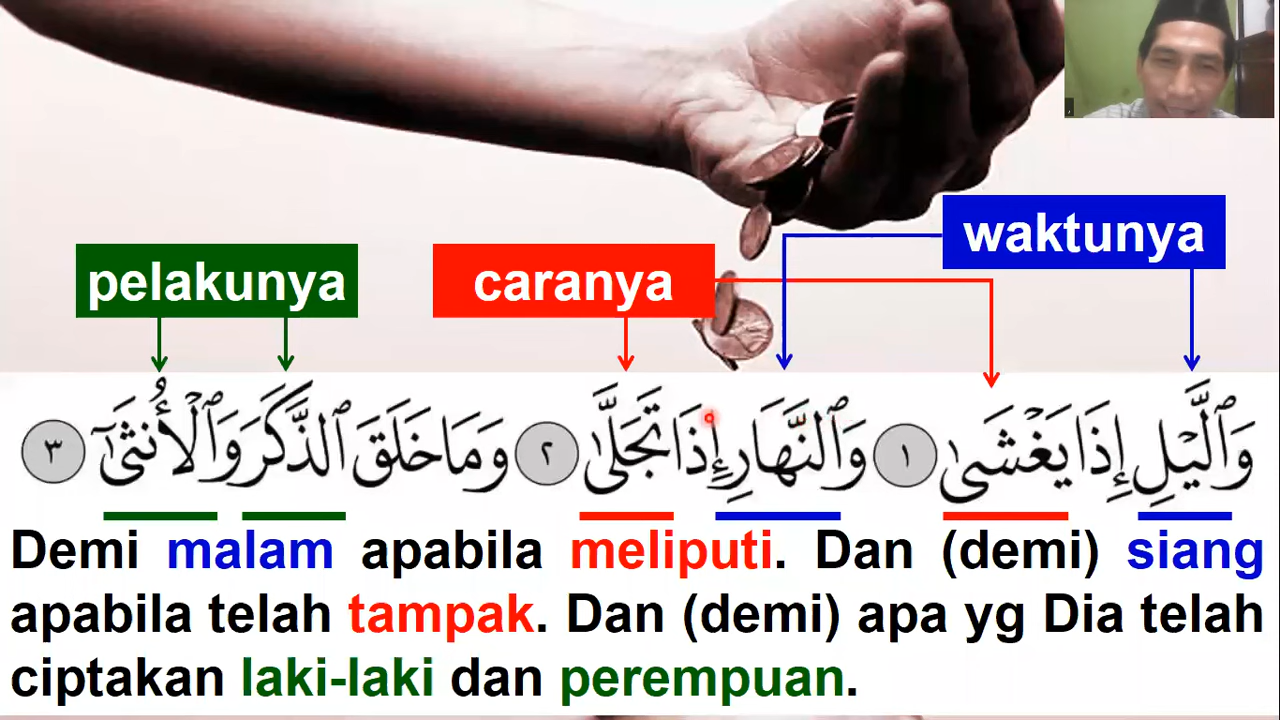 waktunya
pelakunya caranya
وَٱلَّيْلِ إِذَا يَغْشَىٰ ١ وَٱلنَّهَارِ إِذَا تَجَلَّىٰ ٢ وَمَا خَلَقَ ٱلذَّكَرَ وَٱلْأُنثَىٰٓ ٣
Demi malam apabila meliputi. Dan (demi) siang
apabila telah tampak. Dan (demi) apa yg Dia telah
ciptakan laki-laki dan perempuan.